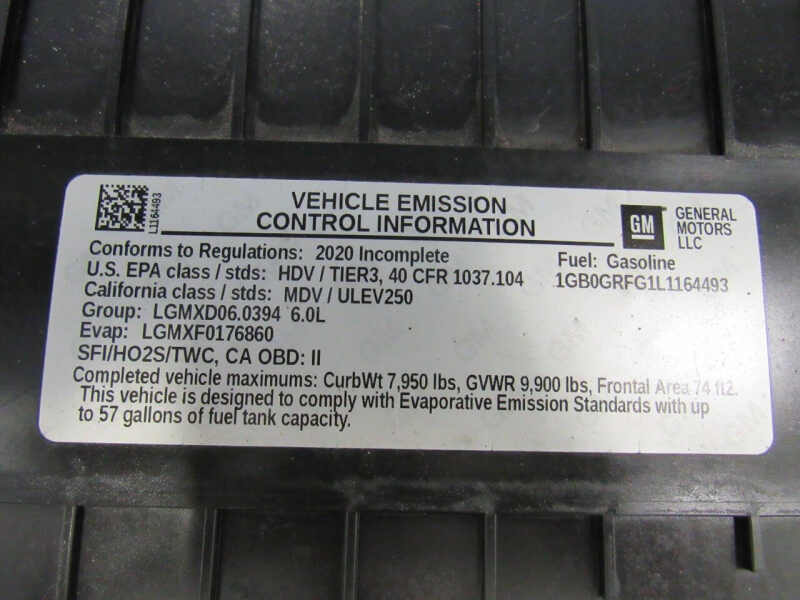 L1164493
VEHICLE EMISSION
CONTROL INFORMATION
GM
GENERAL
MOTORS
LLC
Conforms to Regulations: 2020 Incomplete
Fuel: Gasoline
U.S. EPA class / stds: HDV / TIER3, 40 CFR 1037.104
1GB0GRFG1L1164493
California class / stds: MDV / ULEV250
Group: LGMXD06.0394 6.0L
Evap: LGMXF0176860
SFI/HO2S/TWC, CA OBD: II
Completed vehicle maximums: CurbWt 7,950 lbs, GVWR 9,900 lbs, Frontal Area 74 ft2.
This vehicle is designed to comply with Evaporative Emission Standards with up
to 57 gallons of fuel tank capacity.